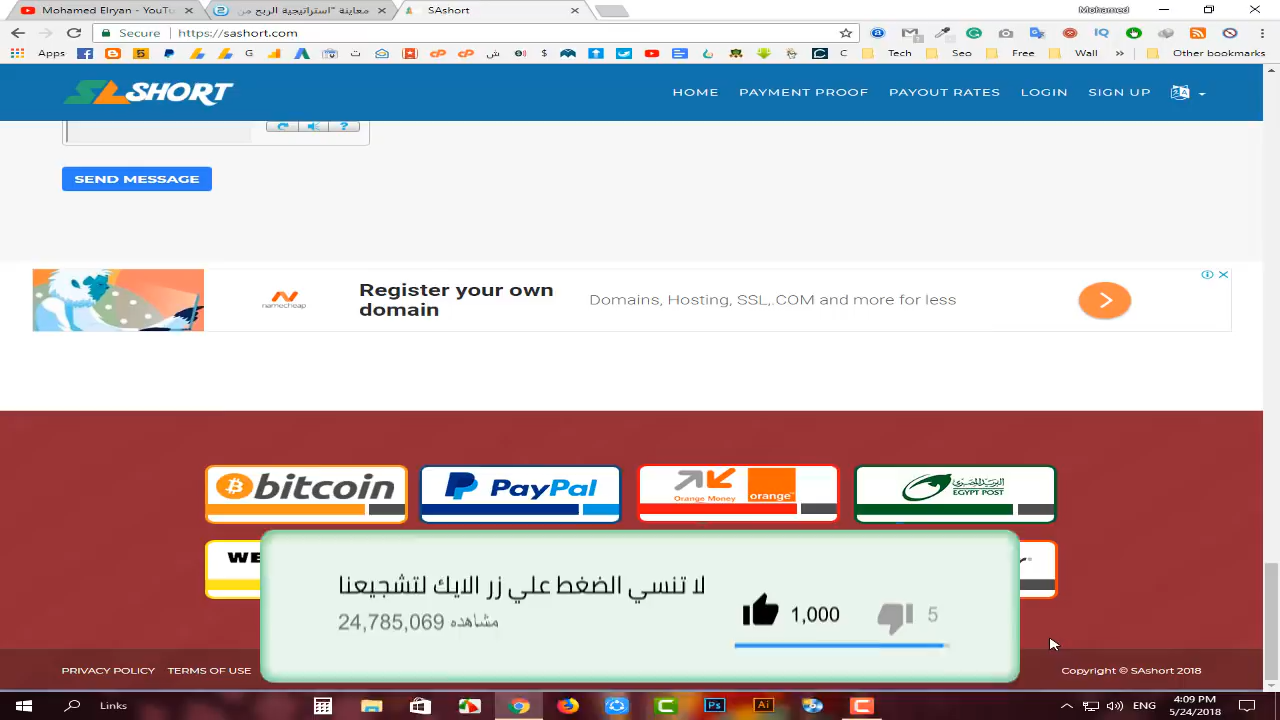 Mohamed Elryan - YouTu
معاينة "استراتيجية الربح من
SAshort
Mohamed
Secure
https://sashort.com
Apps
Tech
Eng
Free
Wall
Other bookmarks
SHORT
HOME
PAYMENT PROOF
PAYOUT RATES
LOGIN
SIGN UP
SEND MESSAGE
namecheap
Register your own
domain
Domains, Hosting, SSL,.COM and more for less
bitcoin
PayPal
Orange Money
orange
البريد المصري
EGYPT POST
WE
لا تنسي الضغط علي زر الايك لتشجيعنا
24,785,069 مشاهده
1,000
5
PRIVACY POLICY
TERMS OF USE
Copyright © SAshort 2018
Links
ENG
4:09 PM
5/24/2018